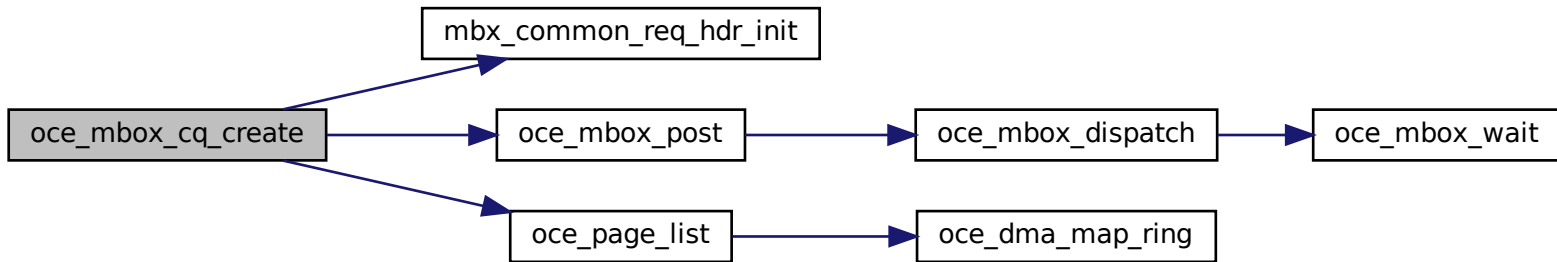 mbx_common_req_hdr_init
oce_mbox_cq_create
oce_mbox_post
oce_mbox_dispatch
oce_mbox_wait
oce_page_list
oce_dma_map_ring